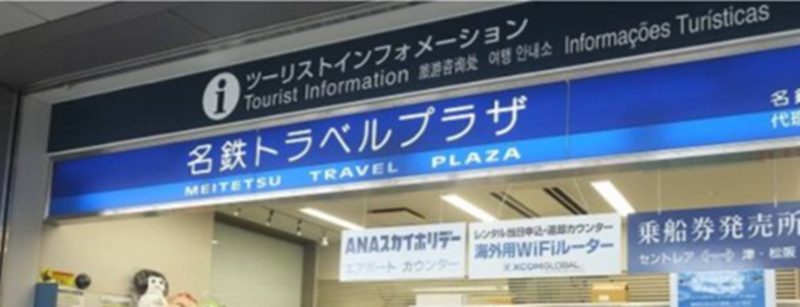 ツーリストインフォメーション
Tourist Information 旅游咨询处 여행 안내소 Informações Turísticas
名鉄トラベルプラザ
MEITETSU TRAVEL PLAZA
名鉄
代理
ANAスカイホリデー
エアポート カウンター
レンタル当日申込・返却カウンター
海外用WiFiルーター
XCOMGLOBAL
乗船券発売所
セントレア 津・松阪